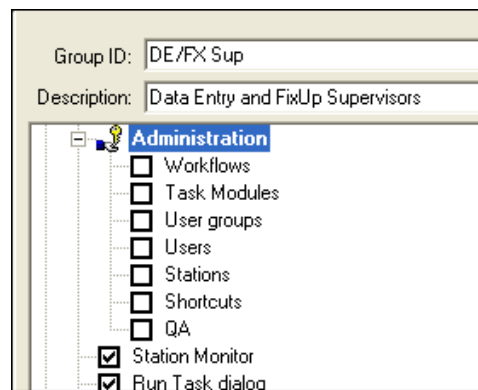 Group ID: DE/FX Sup
Description: Data Entry and FixUp Supervisors
Administration
Workflows
Task Modules
User groups
Users
Stations
Shortcuts
QA
Station Monitor
Run Task dialog